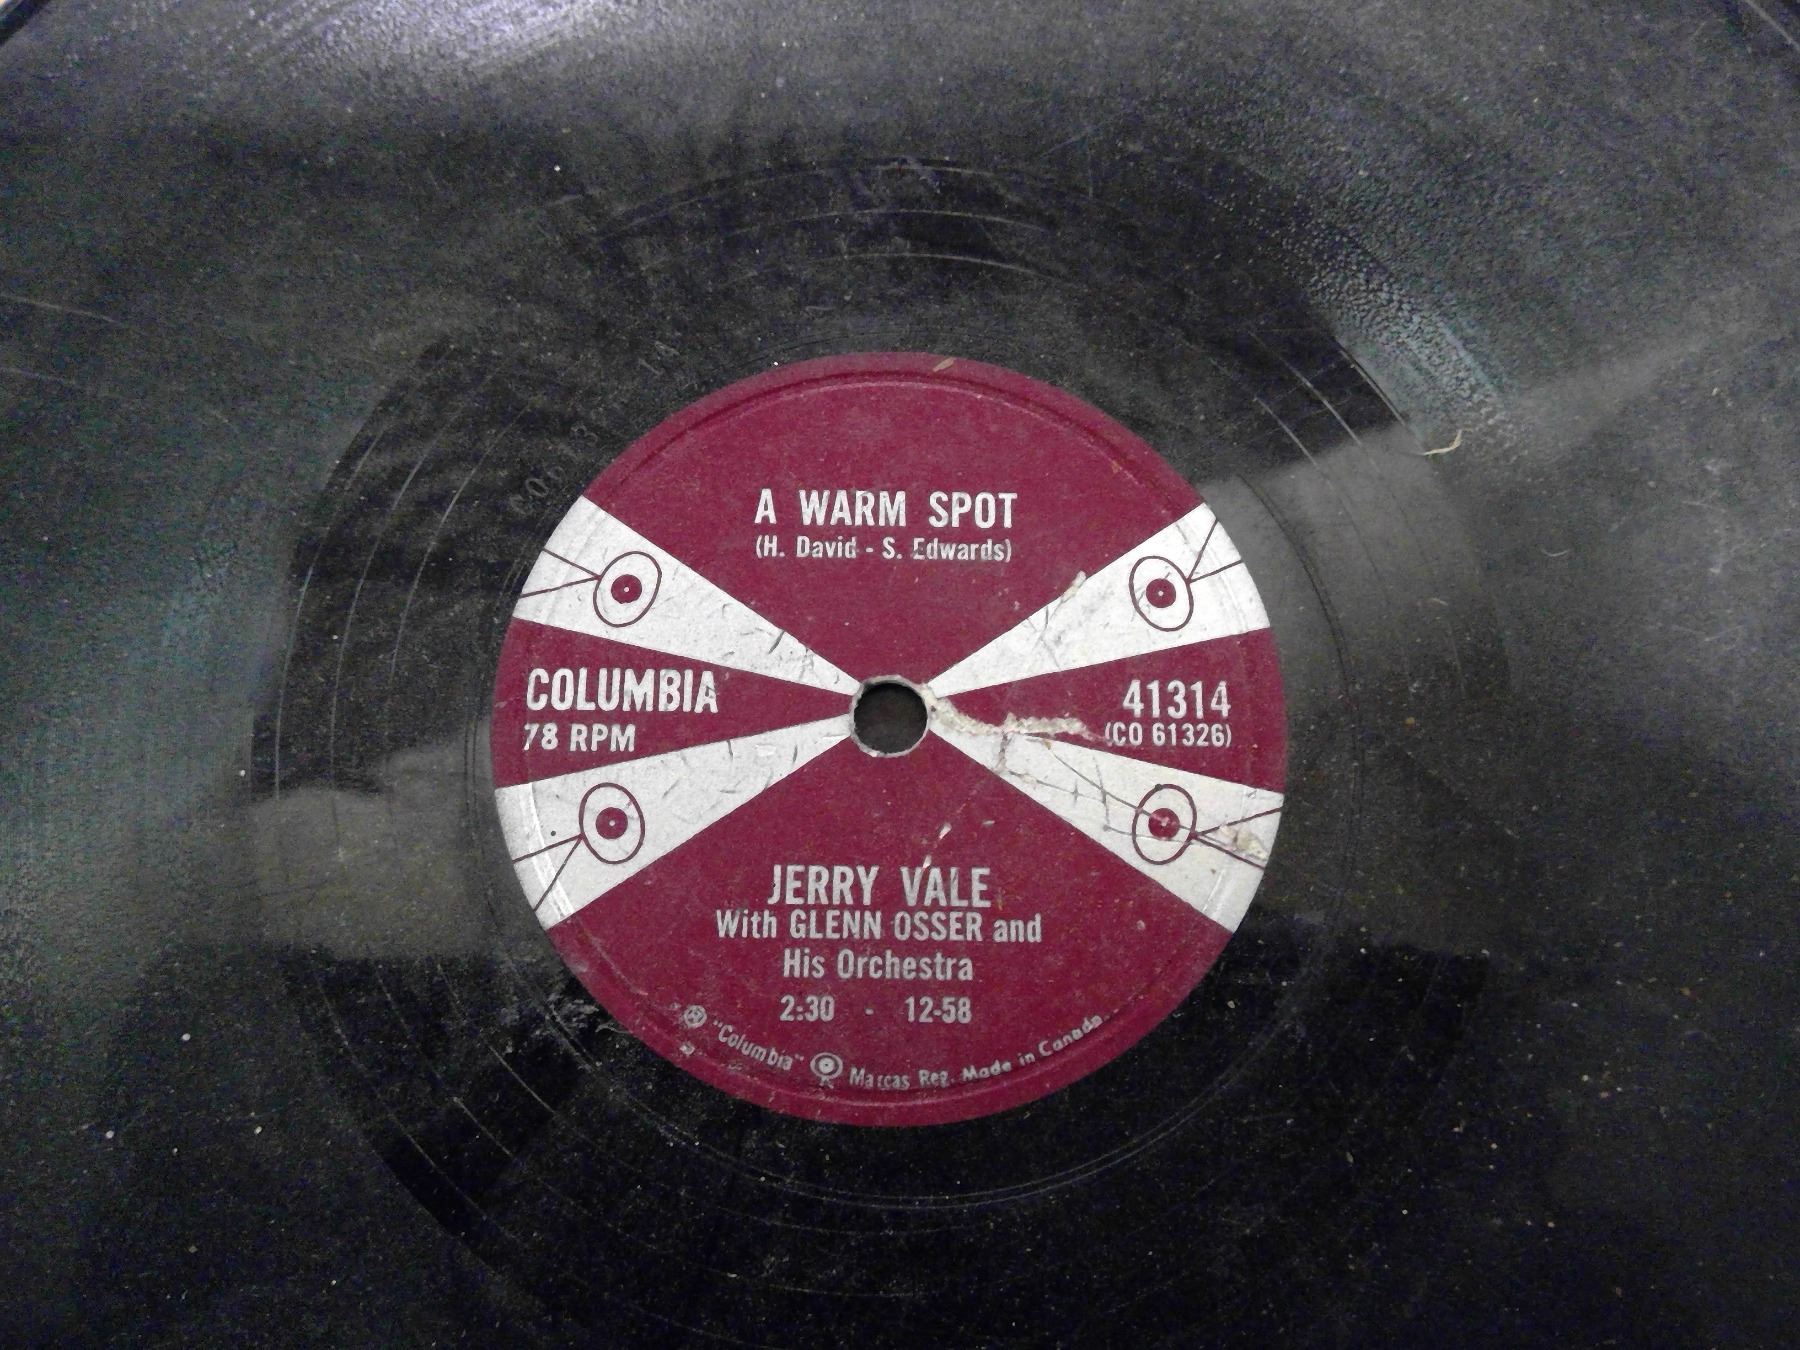 A WARM SPOT
(H. David - S. Edwards)
COLUMBIA
78 RPM
41314
(CO 61326)
JERRY VALE
With GLENN OSSER and
His Orchestra
2:30 - 12-58
® "Columbia" Marcas Reg. Made in Canada.